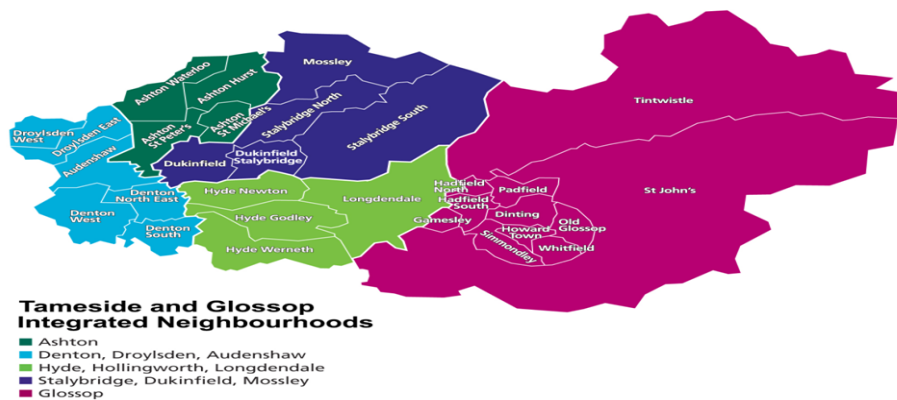 Mossley
Ashton Waterloo
Ashton Hurst
Tintwistle
Stalybridge North
Stalybridge South
Ashton
St Michael's
Droylsden
West
Droylsden East
Ashton
St Peter's
Audenshaw
Dukinfield
Dukinfield
Stalybridge
Denton
North East
Hyde Newton
Longdendale
Hadfield
North
Padfield
St John's
Hadfield
South
Denton
West
Hyde Godley
Gamesley
Dinting
Old
Glossop
Denton
South
Howard
Town
Hyde Werneth
Simmondley
Whitfield
Tameside and Glossop
Integrated Neighbourhoods
Ashton
Denton, Droylsden, Audenshaw
Hyde, Hollingworth, Longdendale
Stalybridge, Dukinfield, Mossley
Glossop